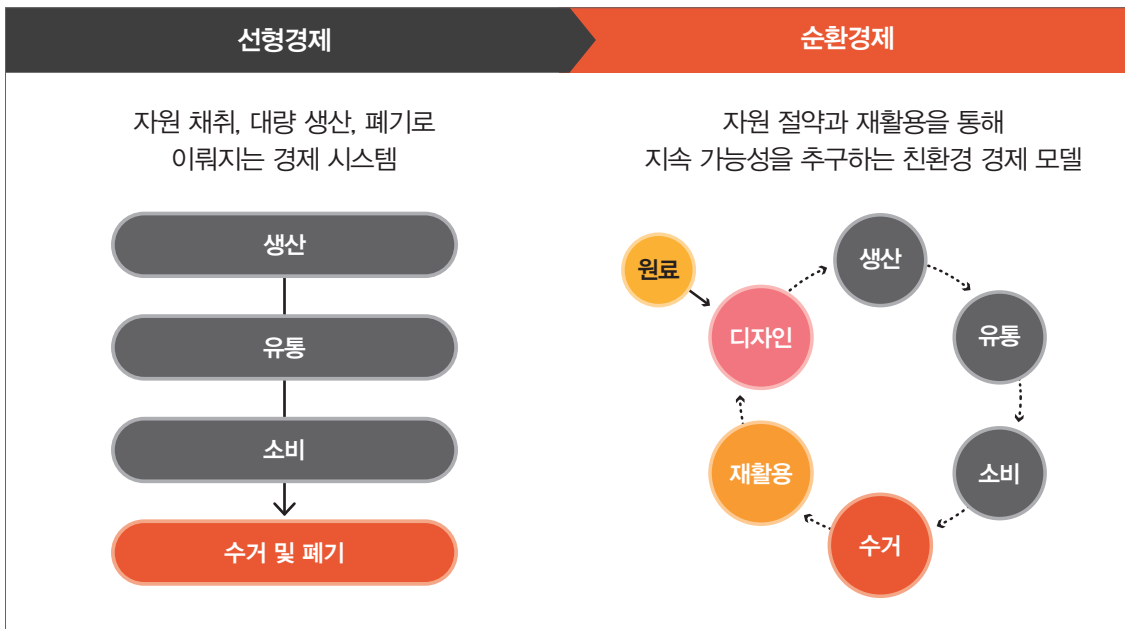 선형경제
순환경제
자원 채취, 대량 생산, 폐기로
이뤄지는 경제 시스템
생산
유통
소비
수거 및 폐기
자원 절약과 재활용을 통해
지속 가능성을 추구하는 친환경 경제 모델
원료
디자인
생산
유통
소비
수거
재활용